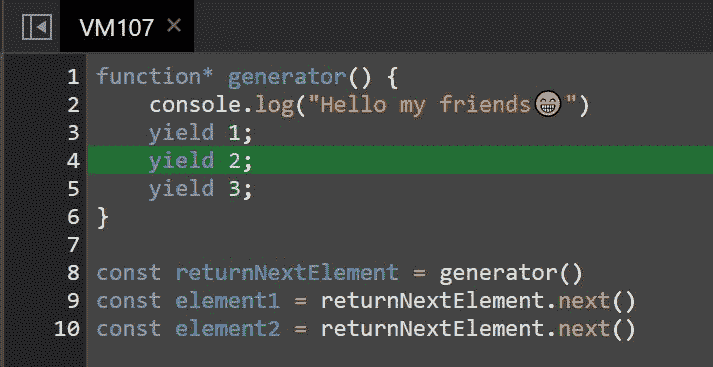 VM107 ×
1 function* generator() {
2     console.log("Hello my friends😁")
3     yield 1;
4     yield 2;
5     yield 3;
6 }
7
8 const returnNextElement = generator()
9 const element1 = returnNextElement.next()
10 const element2 = returnNextElement.next()